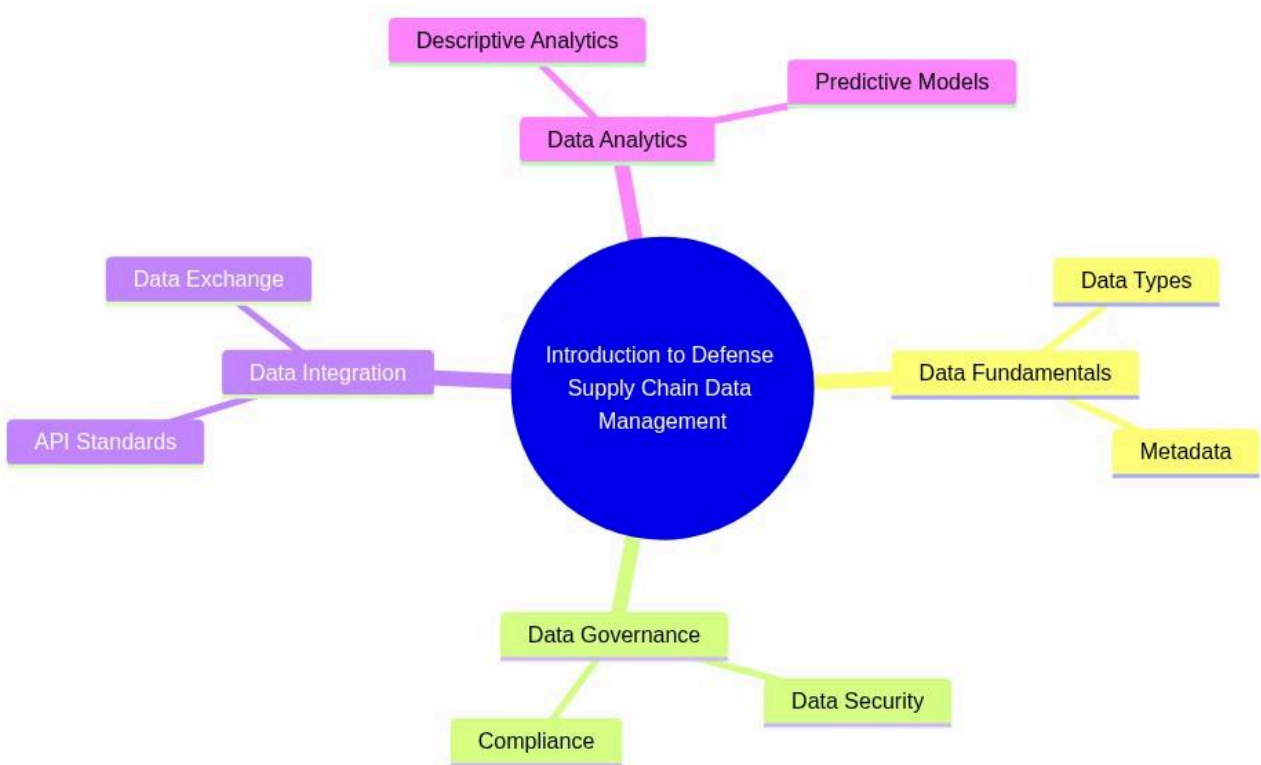 Descriptive Analytics
Predictive Models
Data Analytics
Data Exchange
Data Types
Introduction to Defense
Supply Chain Data
Management
Data Integration
Data Fundamentals
API Standards
Metadata
Data Governance
Data Security
Compliance